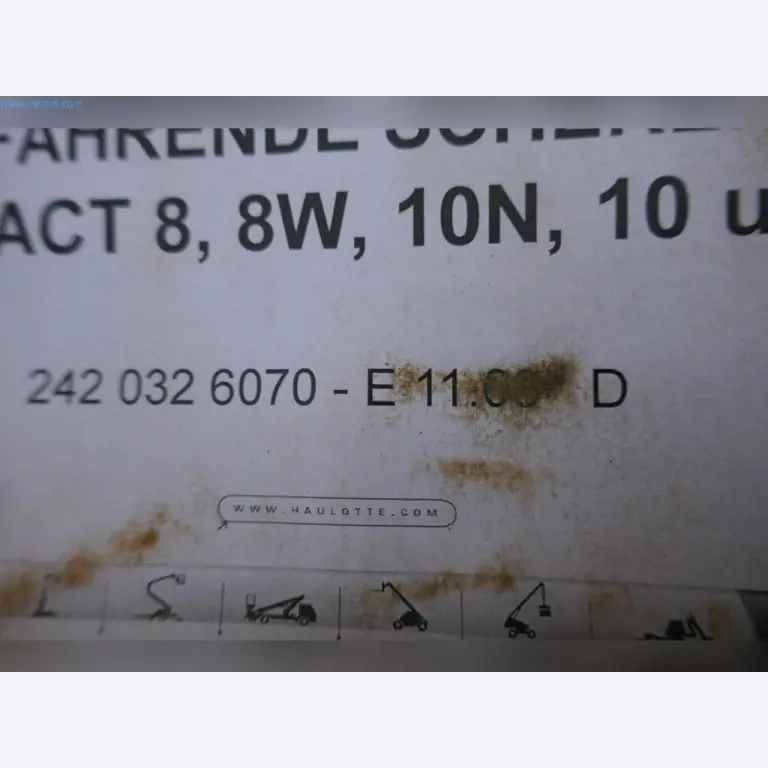 FAHRENDE
ACT 8, 8W, 10N, 10 u
242 032 6070 - E 11. D
WWW.HAULOTTE.COM